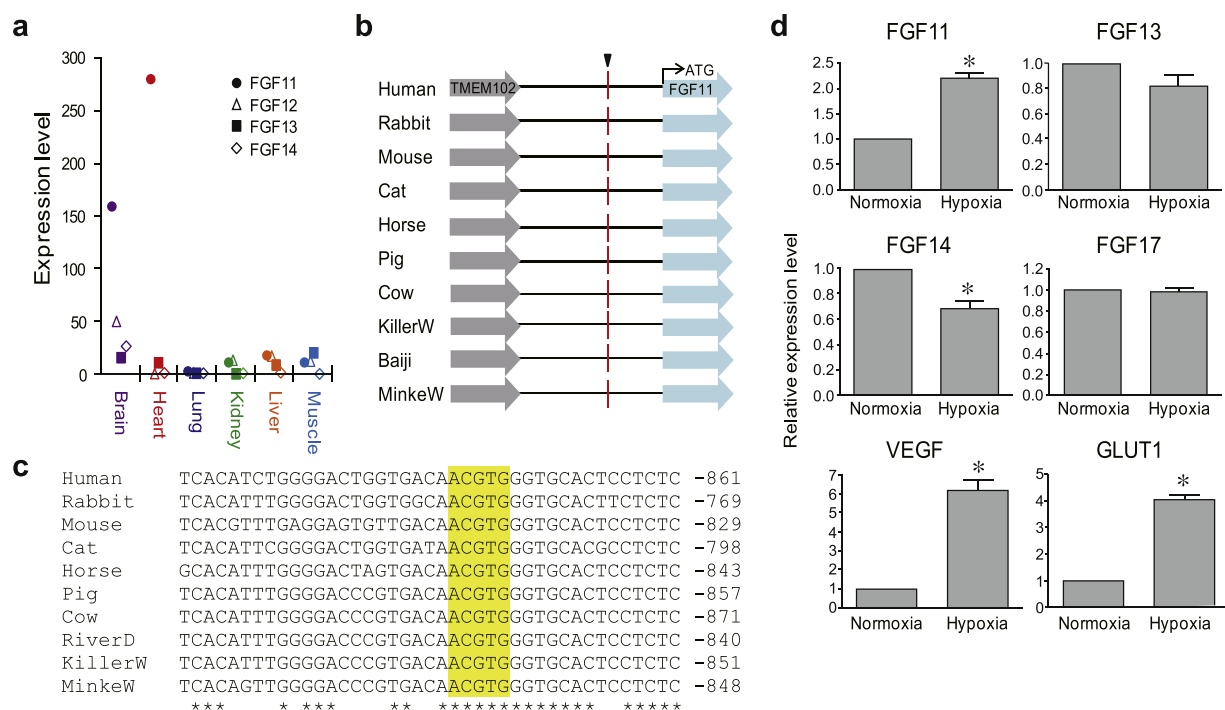 a
Expression level
300
250
200
150
100
50
0
FGF11
FGF12
FGF13
FGF14
Brain
Heart
Lung
Kidney
Liver
Muscle
b
ATG
Human
TMEM102
FGF11
Rabbit
Mouse
Cat
Horse
Pig
Cow
KillerW
Baiji
MinkeW
c
Human TCACATCTGGGGACTGGTGACAACGTGGGTGCACTCCTCTC -861
Rabbit TCACATTTGGGGACTGGTGGCAACGTGGGTGCACTTCTCTC -769
Mouse TCACGTTTGAGGAGTGTTGACAACGTGGGTGCACTCCTCTC -829
Cat TCACATTCGGGGACTGGTGATAACGTGGGTGCACGCCTCTC -798
Horse GCACATTTGGGGACTAGTGACAACGTGGGTGCACTCCTCTC -843
Pig TCACATTTGGGGACCCGTGACAACGTGGGTGCACTCCTCTC -857
Cow TCACATTTGGGGACCCGTGACAACGTGGGTGCACTCCTCTC -871
RiverD TCACATTTGGGGACCCGTGACAACGTGGGTGCACTCCTCTC -840
KillerW TCACATTTGGGGACCCGTGACAACGTGGGTGCACTCCTCTC -851
MinkeW TCACAGTTGGGGACCCGTGACAACGTGGGTGCACTCCTCTC -848
*** * ** ** ************* *****
d
Relative expression level
FGF11
2.5
2.0
1.5
1.0
0.5
0.0
*
Normoxia Hypoxia
FGF13
1.0
0.8
0.6
0.4
0.2
0.0
Normoxia Hypoxia
FGF14
1.0
0.8
0.6
0.4
0.2
0.0
*
FGF17
1.2
1.0
0.8
0.6
0.4
0.2
0.0
VEGF
7
6
5
4
3
2
1
0
*
Normoxia Hypoxia
GLUT1
5
4
3
2
1
0
*
Normoxia Hypoxia